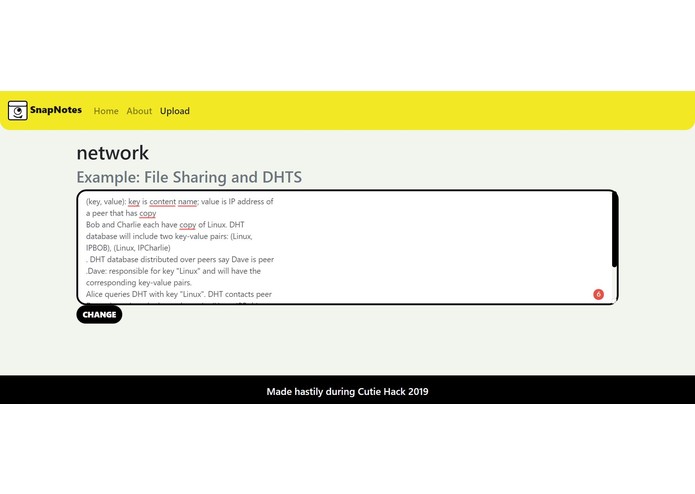 SnapNotes
Home About Upload
network
Example: File Sharing and DHTS
(key, value): key is content name; value is IP address of
a peer that has copy
Bob and Charlie each have copy of Linux. DHT
database will include two key-value pairs: (Linux,
IPBOB), (Linux, IPCharlie)
. DHT database distributed over peers say Dave is peer
.Dave: responsible for key "Linux" and will have the
corresponding key-value pairs.
Alice queries DHT with key "Linux". DHT contacts peer
6
CHANGE
Made hastily during Cutie Hack 2019